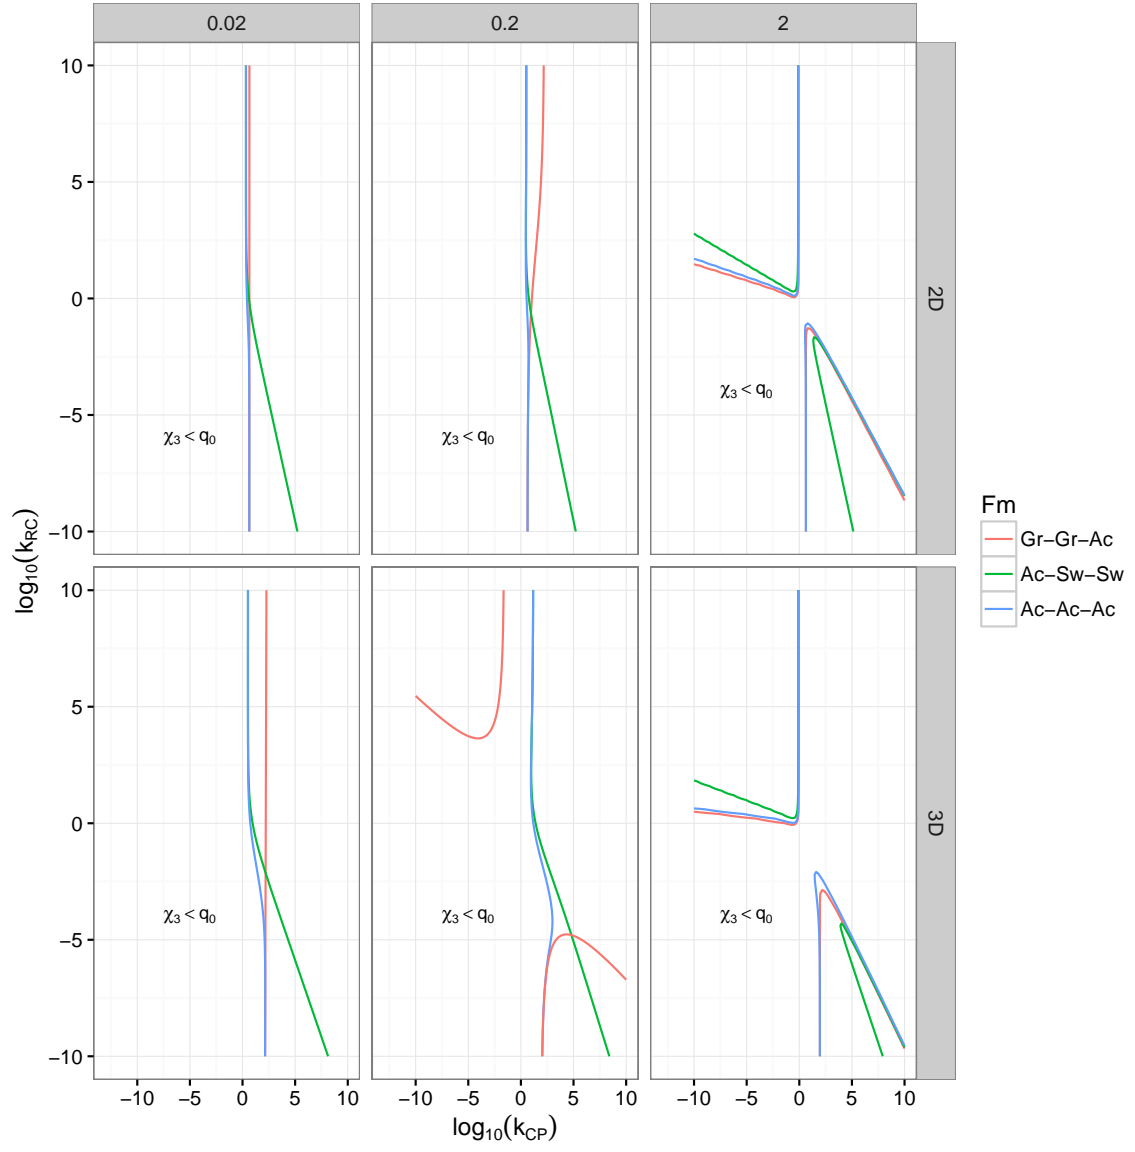 0.02 0.2 2
10
5
0
−5
−10
χ₃ < q₀
χ₃ < q₀
χ₃ < q₀
2D
10
5
0
−5
−10
χ₃ < q₀
χ₃ < q₀
χ₃ < q₀
3D
−10 −5 0 5 10 −10 −5 0 5 10 −10 −5 0 5 10
log₁₀(k_CP)
log₁₀(k_RC)
Fm
Gr−Gr−Ac
Ac−Sw−Sw
Ac−Ac−Ac